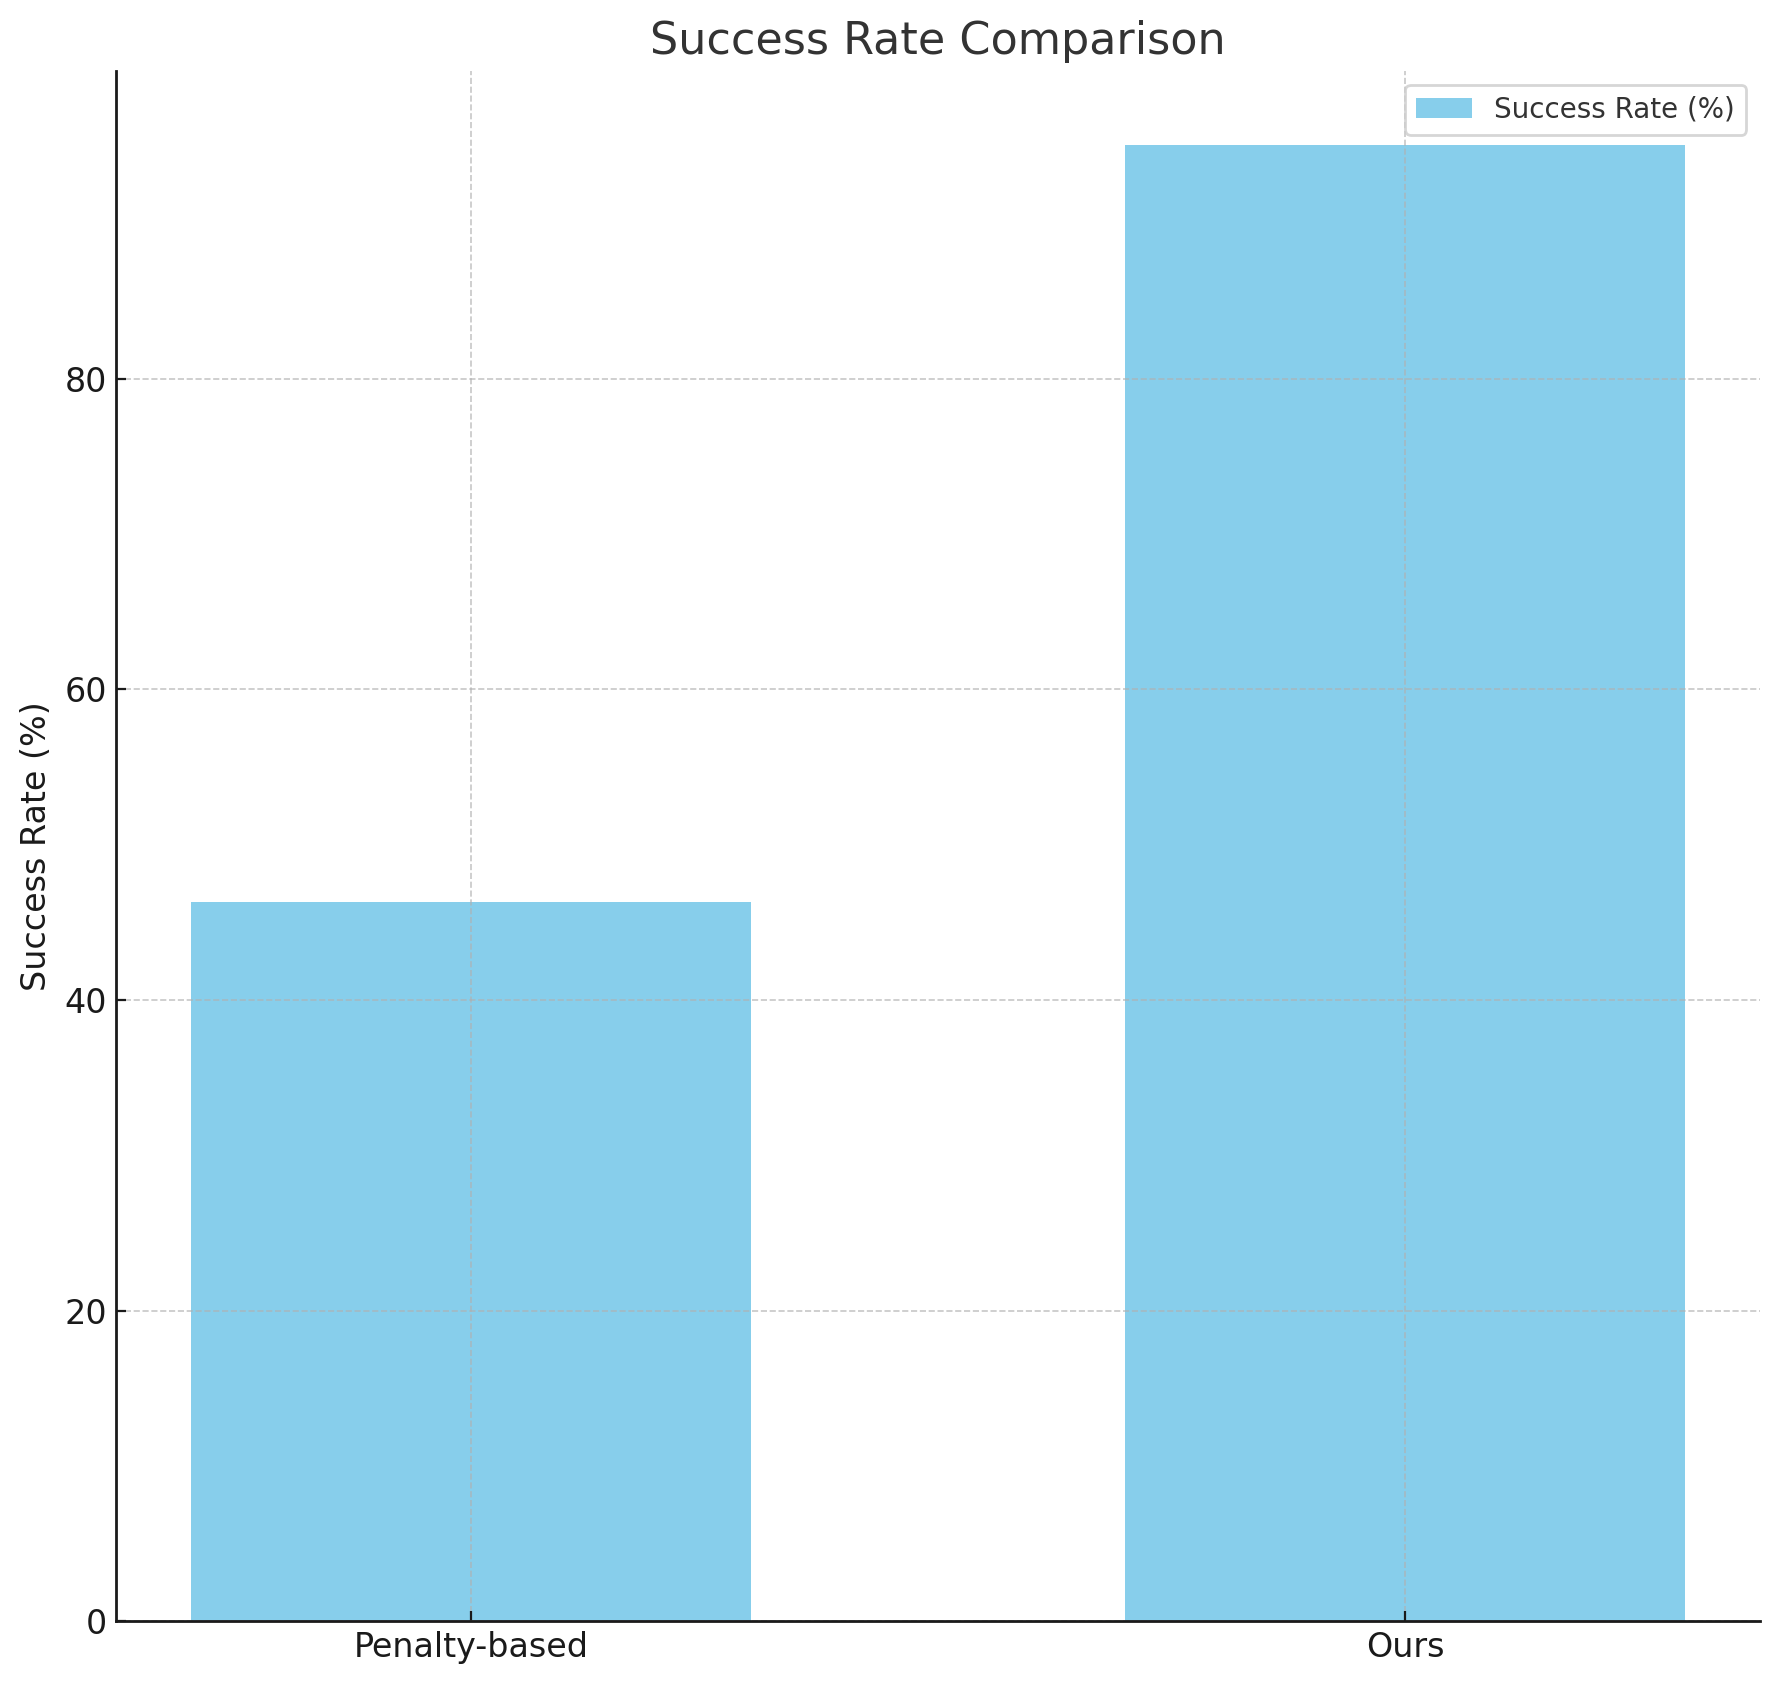 Success Rate Comparison
Success Rate (%)
80
60
40
20
0
Success Rate (%)
Penalty-based
Ours